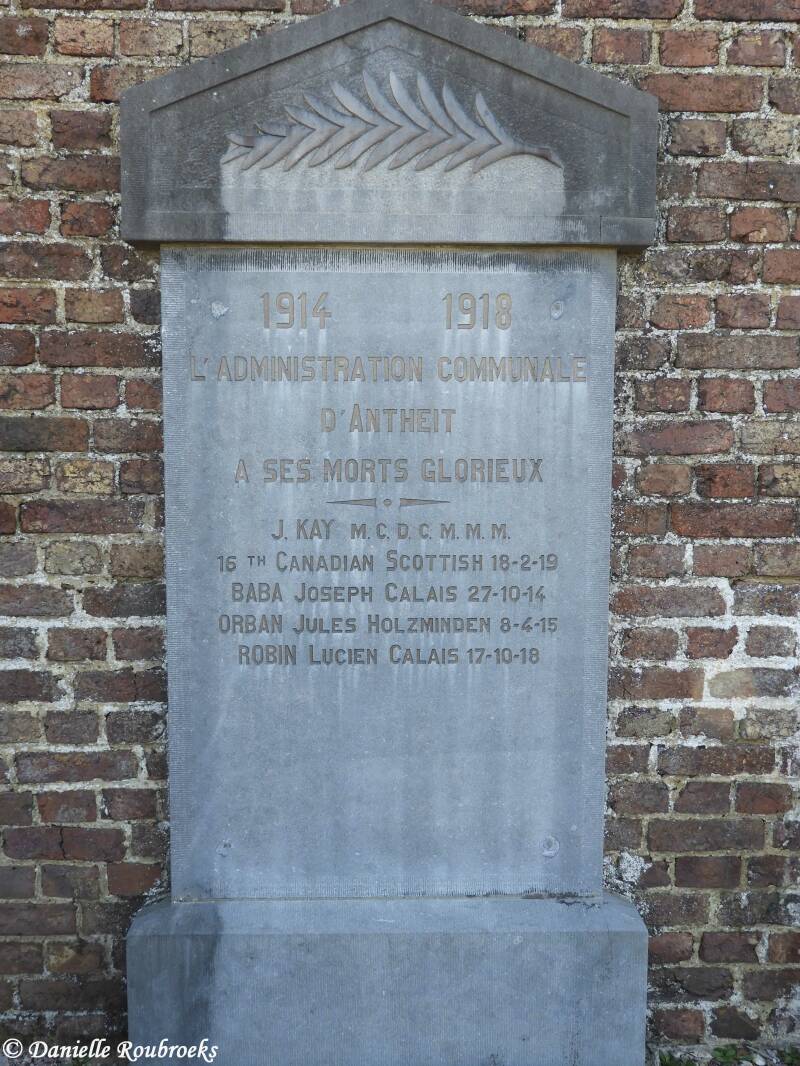 1914 1918
L'ADMINISTRATION COMMUNALE
D'ANTHEIT
A SES MORTS GLORIEUX
J. KAY M.C. D.C.M. M.M.
16 TH CANADIAN SCOTTISH 18-2-19
BABA JOSEPH CALAIS 27-10-14
ORBAN JULES HOLZMINDEN 8-4-15
ROBIN LUCIEN CALAIS 17-10-18
© Danielle Roubroeks